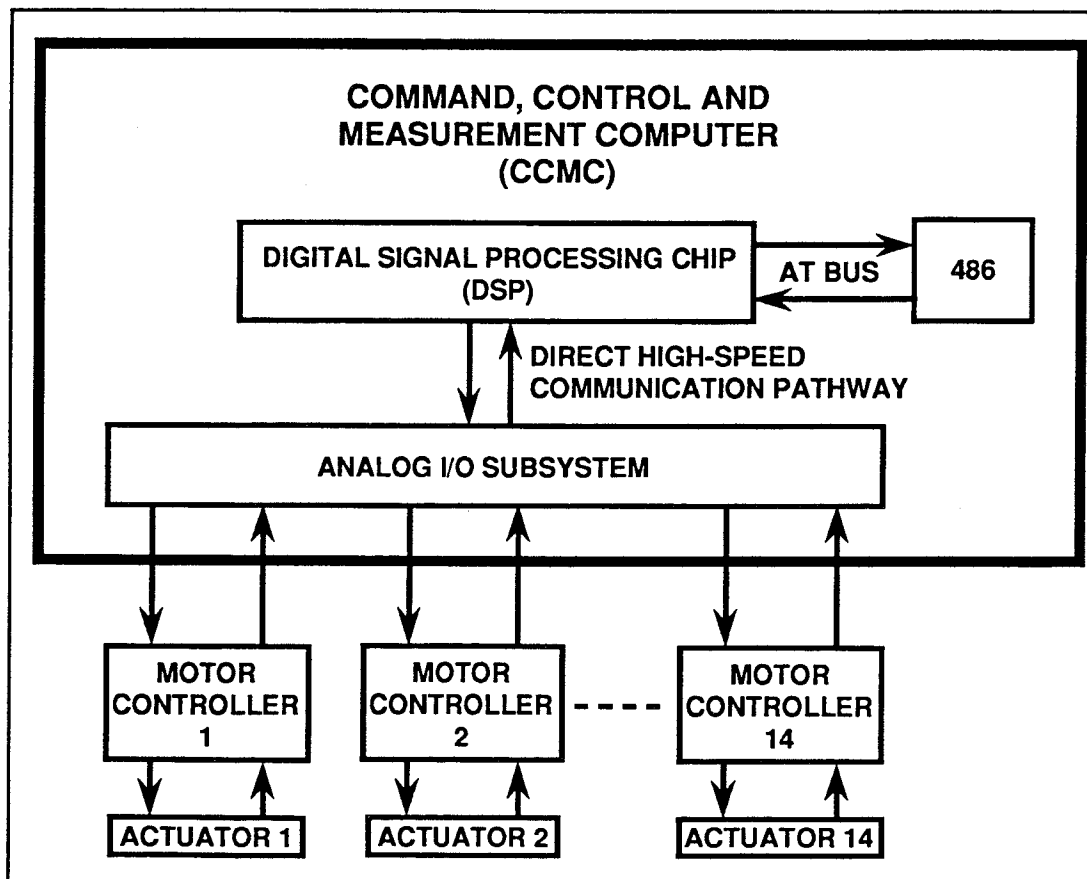 COMMAND, CONTROL AND
MEASUREMENT COMPUTER
(CCMC)
DIGITAL SIGNAL PROCESSING CHIP
(DSP)
AT BUS
486
DIRECT HIGH-SPEED
COMMUNICATION PATHWAY
ANALOG I/O SUBSYSTEM
MOTOR
CONTROLLER
1
MOTOR
CONTROLLER
2
MOTOR
CONTROLLER
14
ACTUATOR 1
ACTUATOR 2
ACTUATOR 14